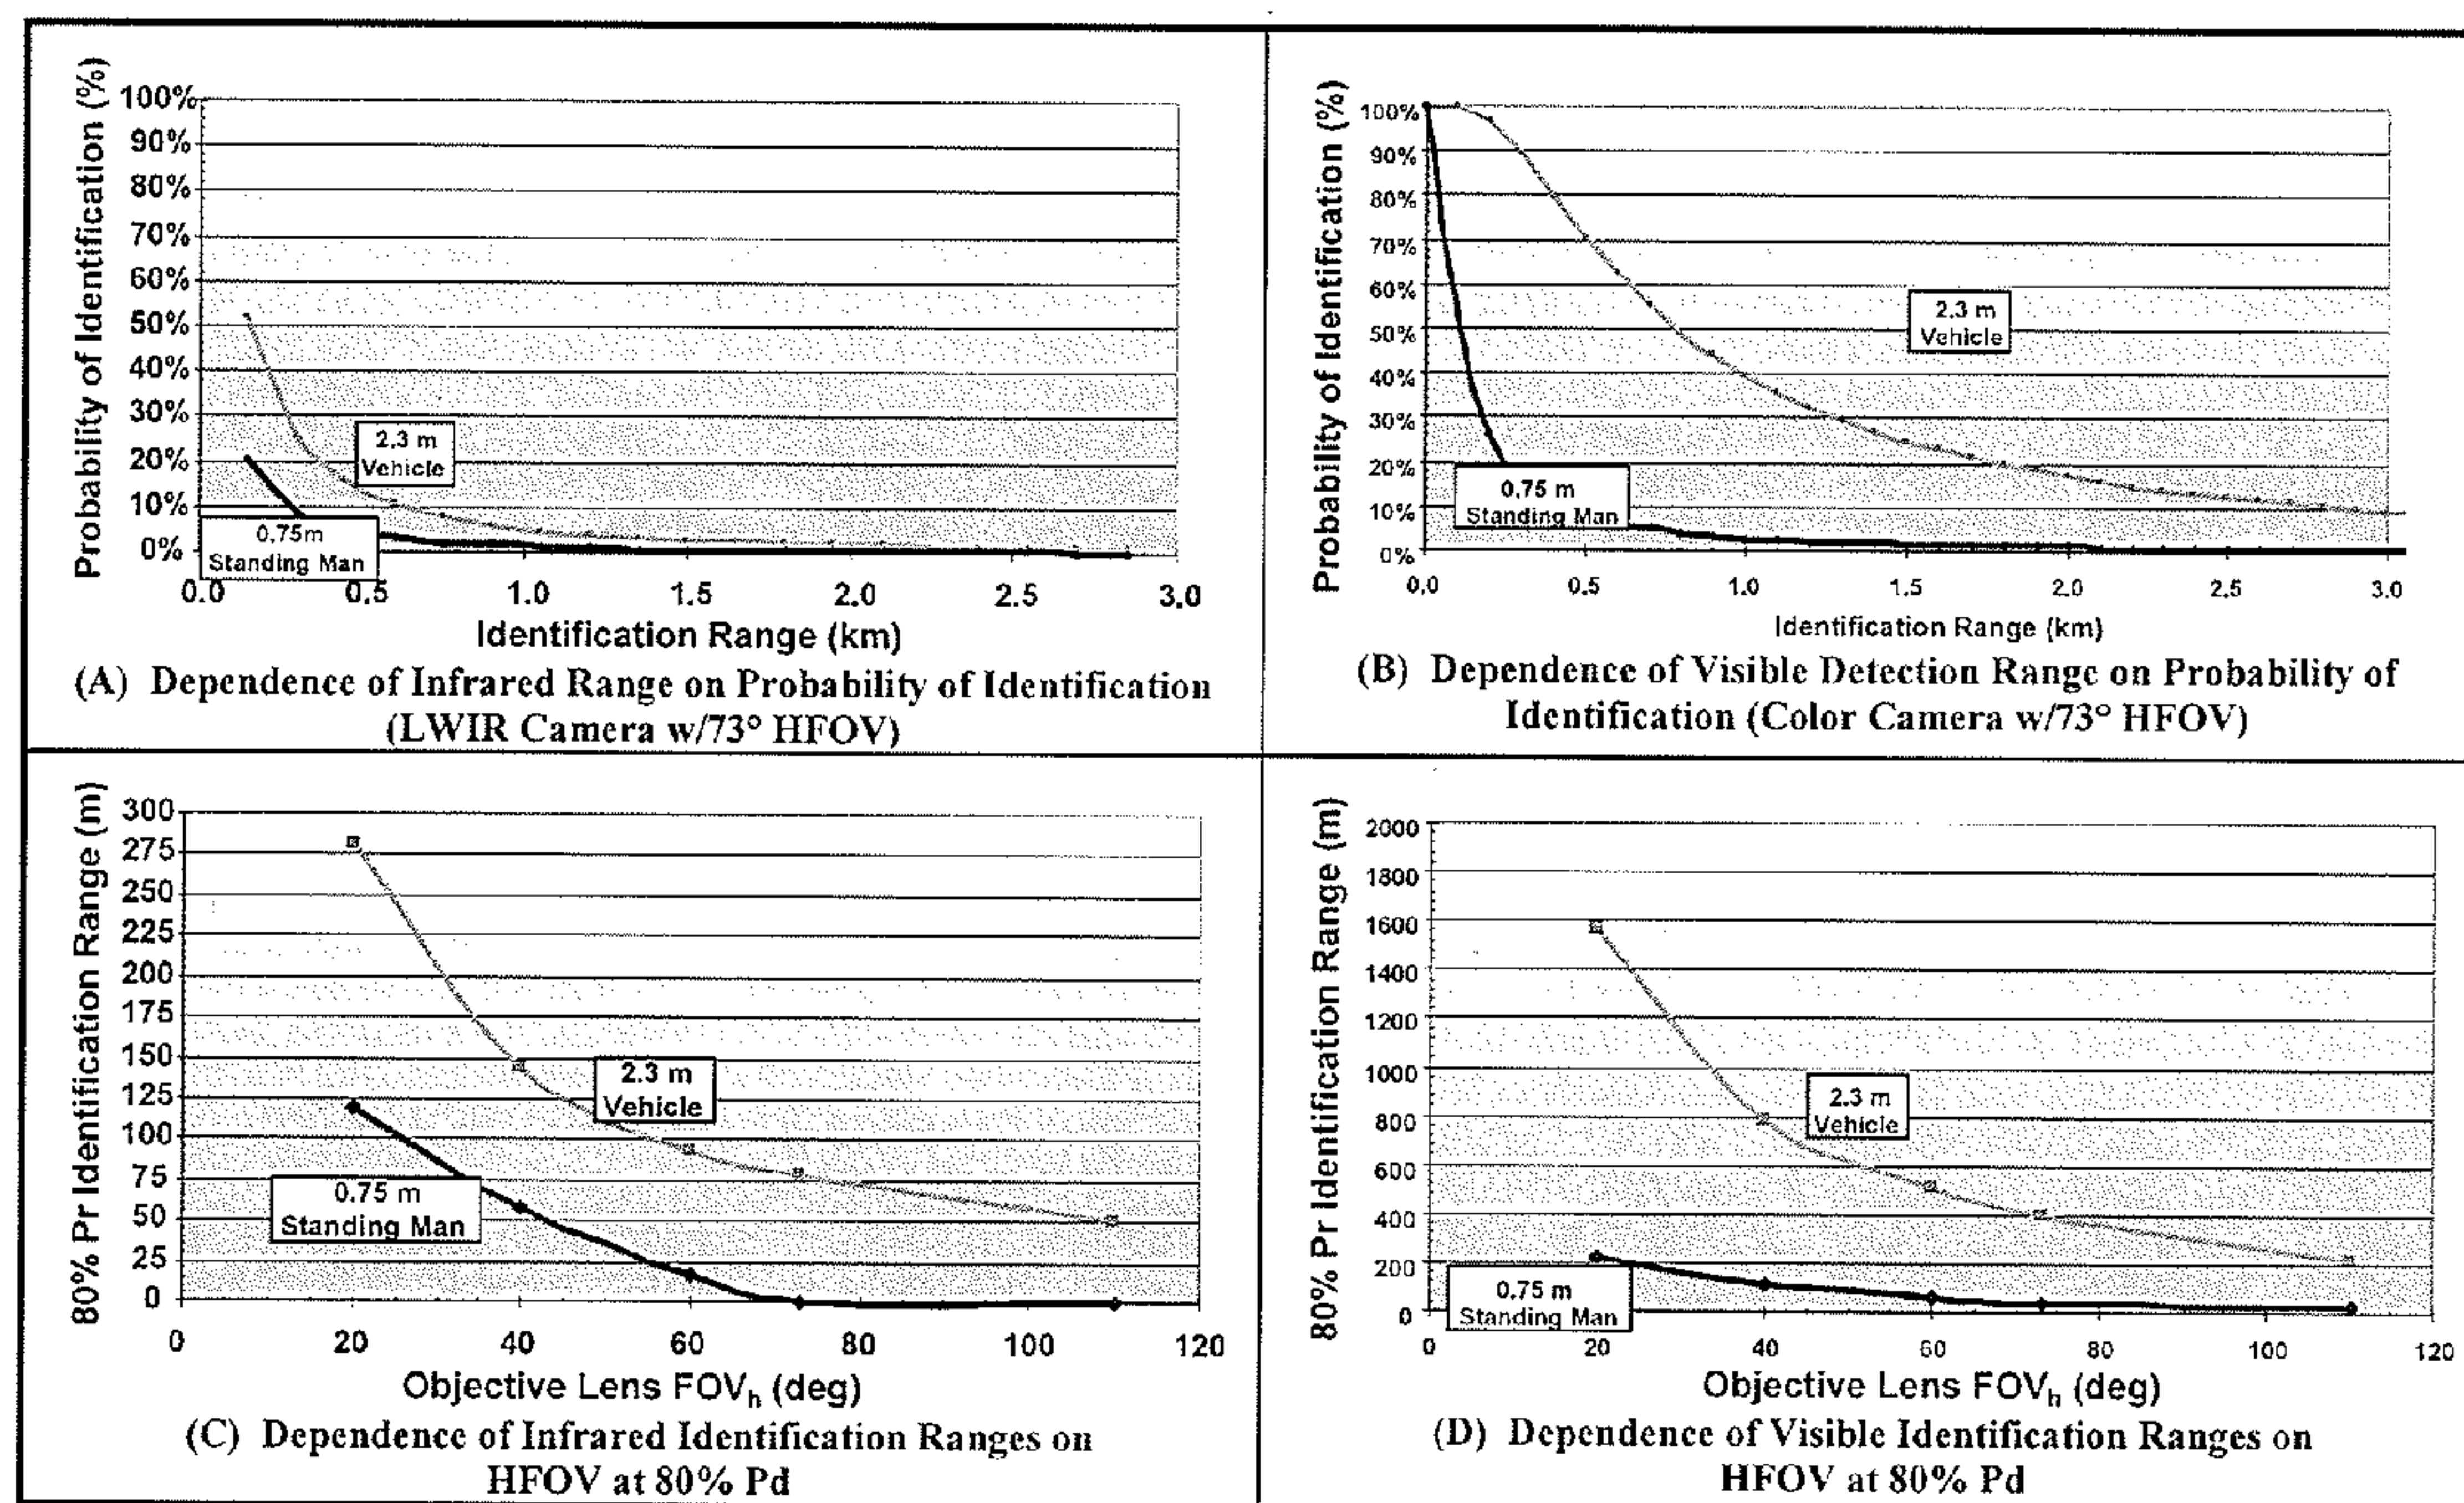 Probability of Identification (%)
100%
90%
80%
70%
60%
50%
40%
30%
20%
10%
0%
2.3 m
Vehicle
0.75m
Standing Man
0.0 0.5 1.0 1.5 2.0 2.5 3.0
Identification Range (km)
(A) Dependence of Infrared Range on Probability of Identification
(LWIR Camera w/73° HFOV)
Probability of Identification (%)
100%
90%
80%
70%
60%
50%
40%
30%
20%
10%
0%
2.3 m
Vehicle
0.75 m
Standing Man
0.0 0.5 1.0 1.5 2.0 2.5 3.0
Identification Range (km)
(B) Dependence of Visible Detection Range on Probability of
Identification (Color Camera w/73° HFOV)
80% Pr Identification Range (m)
300
275
250
225
200
175
150
125
100
75
50
25
0
2.3 m
Vehicle
0.75 m
Standing Man
0 20 40 60 80 100 120
Objective Lens FOVh (deg)
(C) Dependence of Infrared Identification Ranges on
HFOV at 80% Pd
80% Pr Identification Range (m)
2000
1800
1600
1400
1200
1000
800
600
400
200
0
2.3 m
Vehicle
0.75 m
Standing Man
0 20 40 60 80 100 120
Objective Lens FOVh (deg)
(D) Dependence of Visible Identification Ranges on
HFOV at 80% Pd